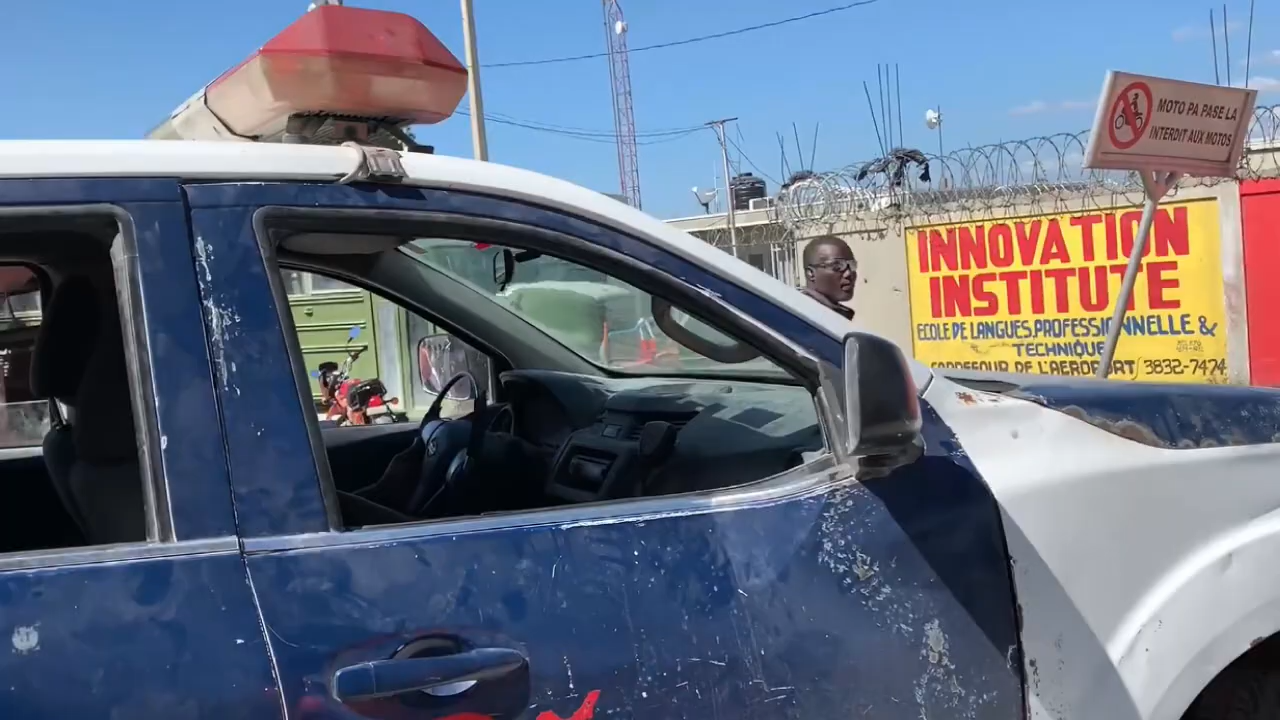 MOTO PA PASE LA
INTERDIT AUX MOTOS
INNOVATION
INSTITUTE
ECOLE DE LANGUES, PROFESSIONNELLE &
TECHNIQUE
CARREFOUR DE L'AEROPORT 3832-7474